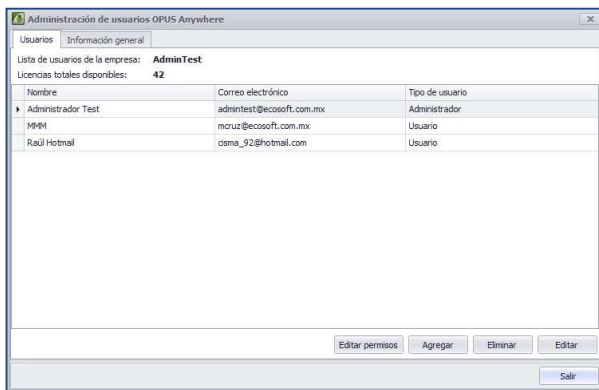 Administración de usuarios OPUS Anywhere
Usuarios Información general
Lista de usuarios de la empresa: AdminTest
Licencias totales disponibles: 42
Nombre Correo electrónico Tipo de usuario
Administrador Test admintest@ecosoft.com.mx Administrador
MMM mcruz@ecosoft.com.mx Usuario
Raúl Hotmail cisma_92@hotmail.com Usuario
Editar permisos Agregar Eliminar Editar
Salir